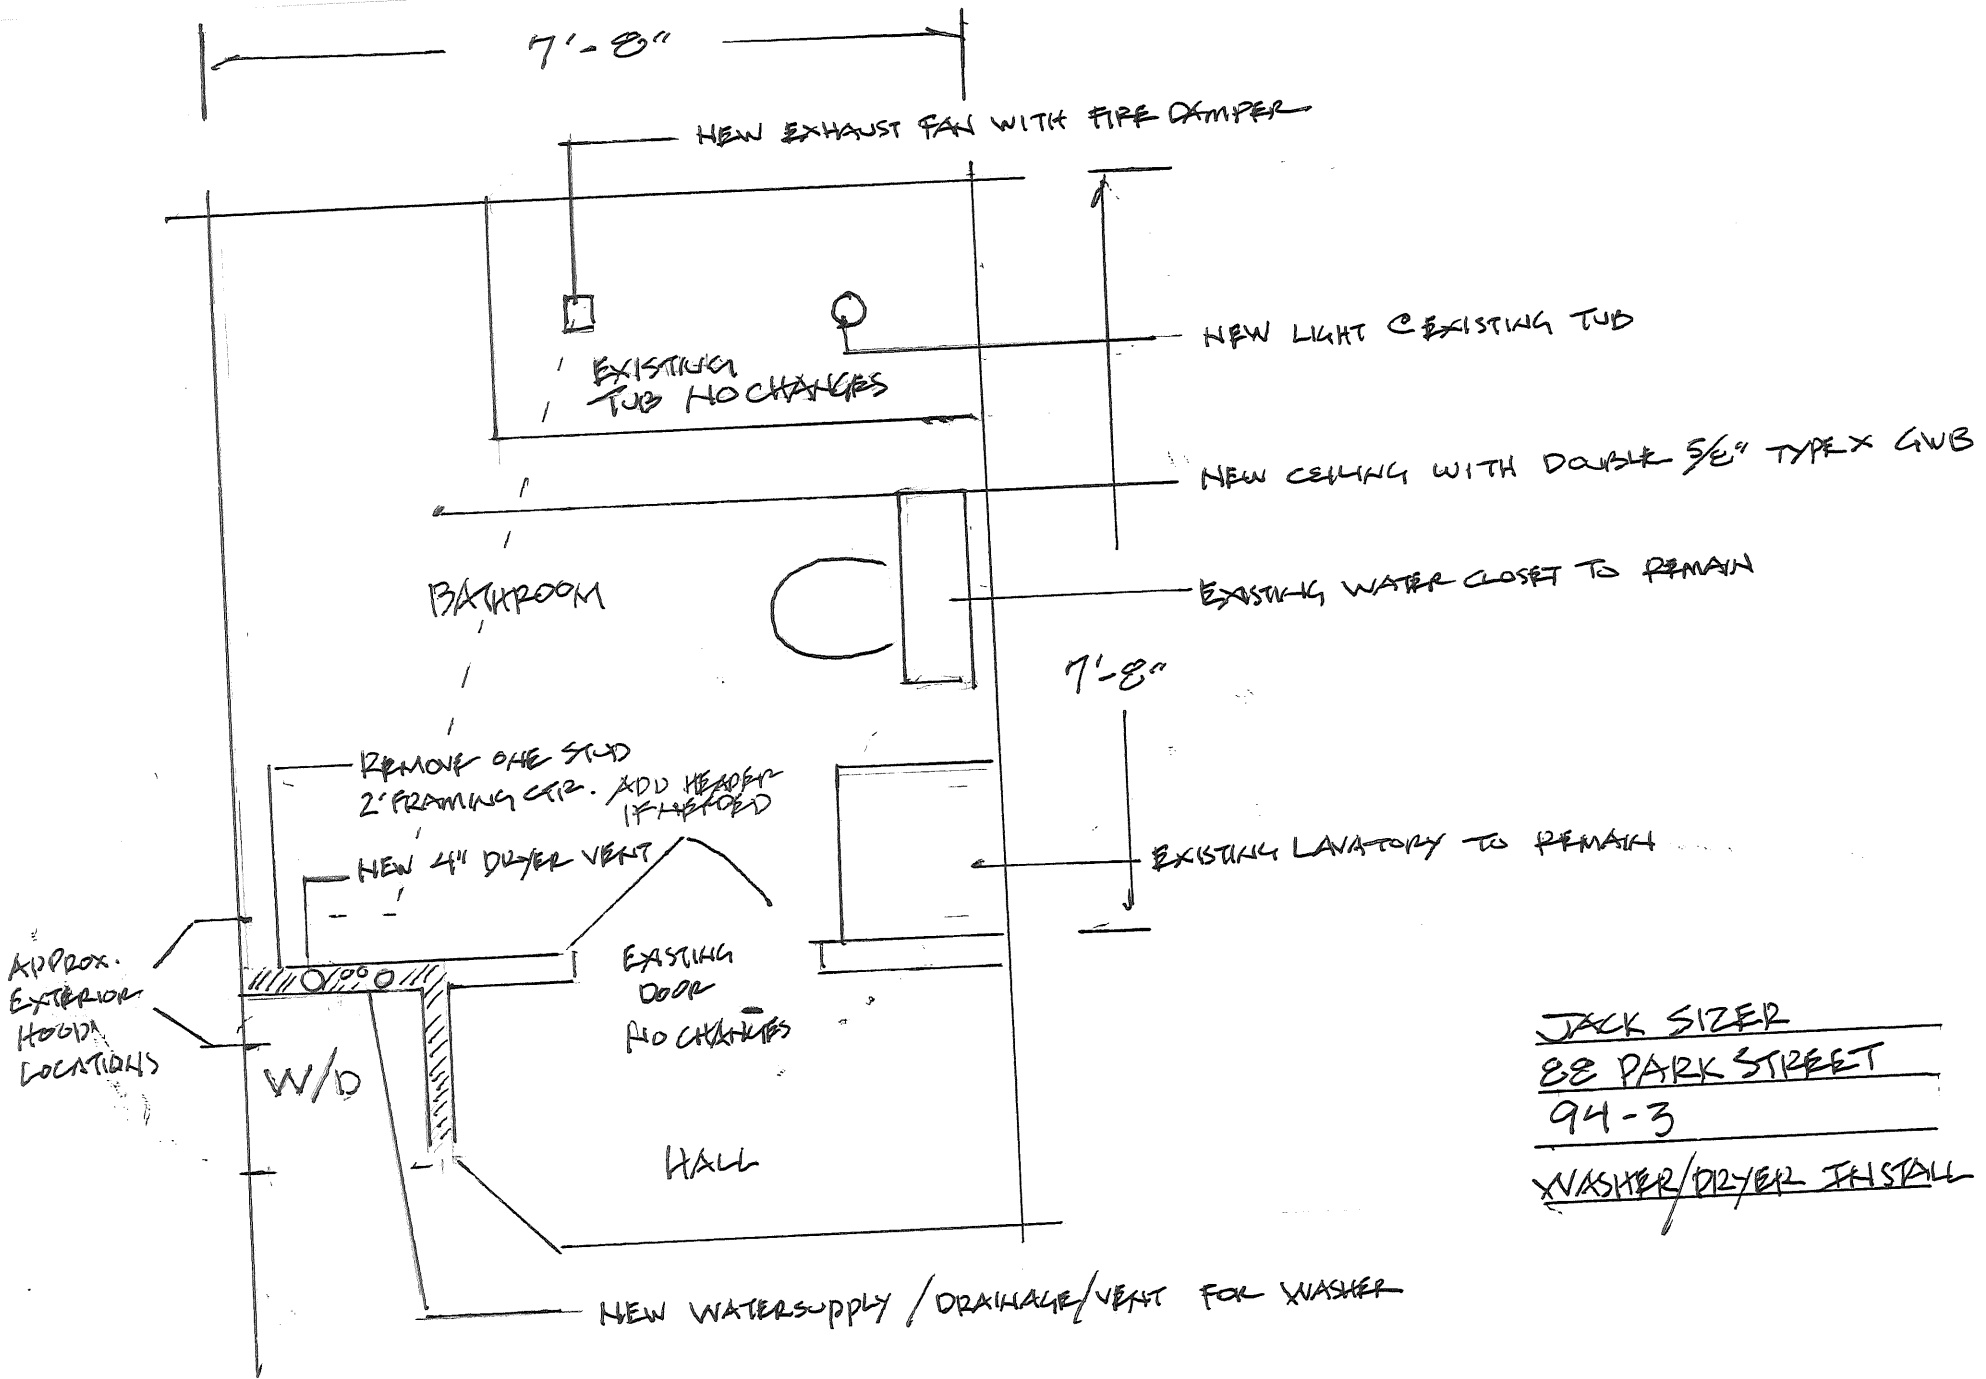 7'-8"
NEW EXHAUST FAN WITH FIRE DAMPER
NEW LIGHT @ EXISTING TUB
EXISTING
TUB NO CHANGES
NEW CEILING WITH DOUBLE 5/8" TYPE X GWB
BATHROOM
EXISTING WATER CLOSET TO REMAIN
7'-8"
REMOVE ONE STUD
2' FRAMING CTR. ADD HEADER
IF NEEDED
NEW 4" DRYER VENT
EXISTING LAVATORY TO REMAIN
APPROX.
EXTERIOR
HOOD
LOCATIONS
EXISTING
DOOR
NO CHANGES
W/D
HALL
NEW WATER SUPPLY / DRAINAGE/VENT FOR WASHER
JACK SIZER
88 PARK STREET
94-3
WASHER/DRYER INSTALL